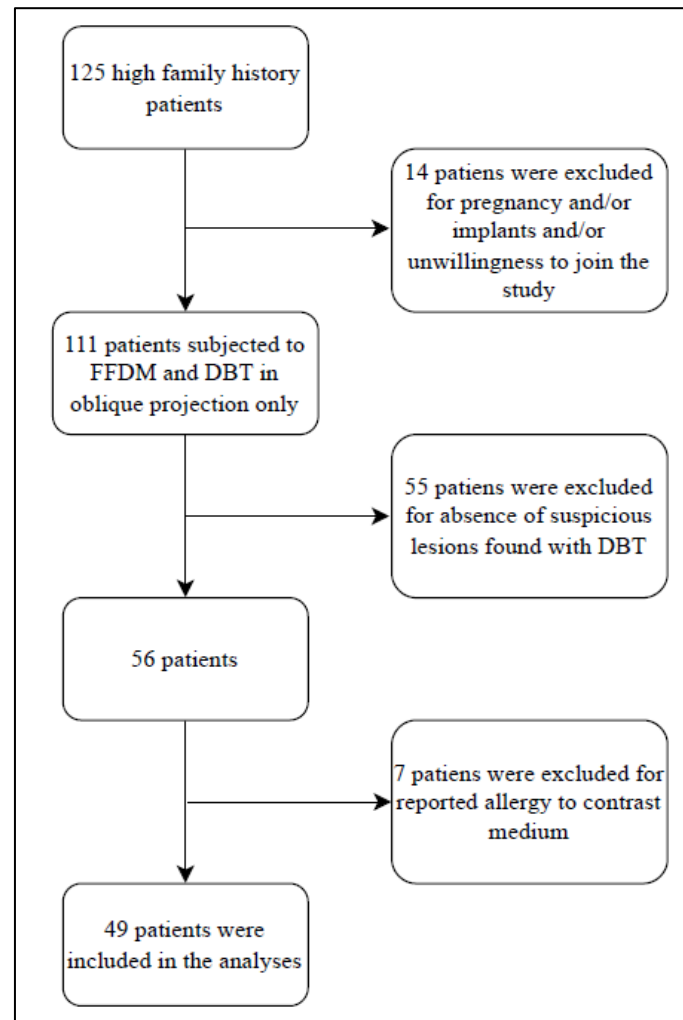 125 high family history
patients
14 patiens were excluded
for pregnancy and/or
implants and/or
unwillingness to join the
study
111 patients subjected to
FFDM and DBT in
oblique projection only
55 patiens were excluded
for absence of suspicious
lesions found with DBT
56 patients
7 patiens were excluded for
reported allergy to contrast
medium
49 patients were
included in the analyses